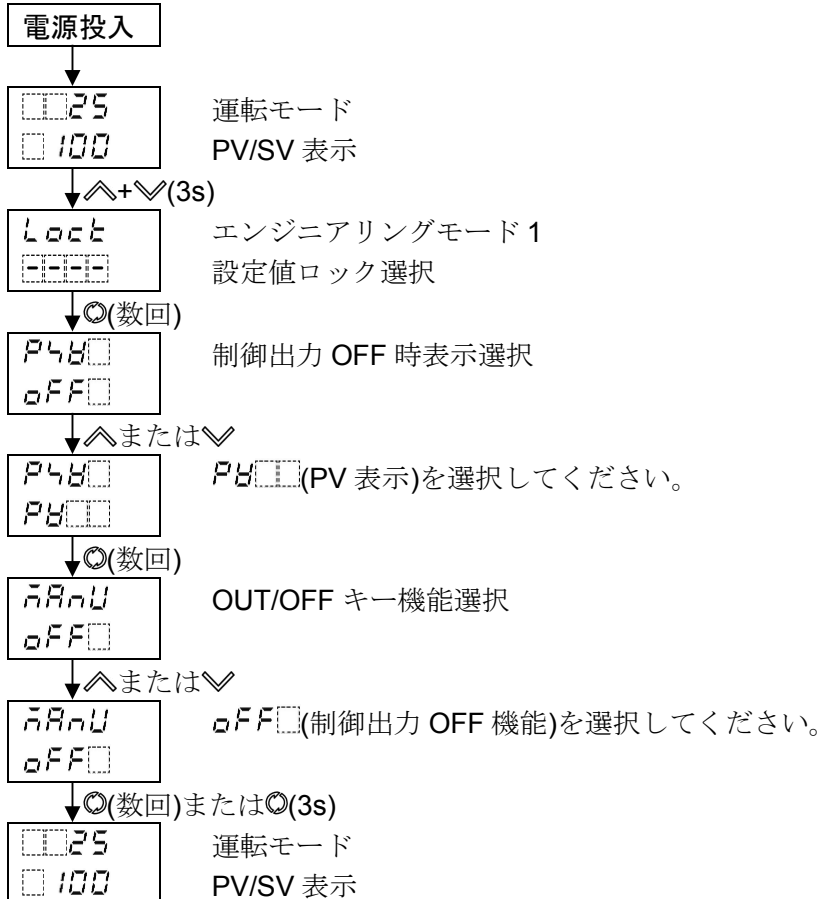 電源投入
□□25 運転モード
□100 PV/SV 表示
︿+﹀(3s)
Lock エンジニアリングモード 1
---- 設定値ロック選択
(数回)
PSV□ 制御出力 OFF 時表示選択
oFF□
︿または﹀
PSV□ PV□□(PV 表示)を選択してください。
PV□□
(数回)
MANU OUT/OFF キー機能選択
oFF□
︿または﹀
MANU oFF□(制御出力 OFF 機能)を選択してください。
oFF□
(数回)または(3s)
□□25 運転モード
□100 PV/SV 表示